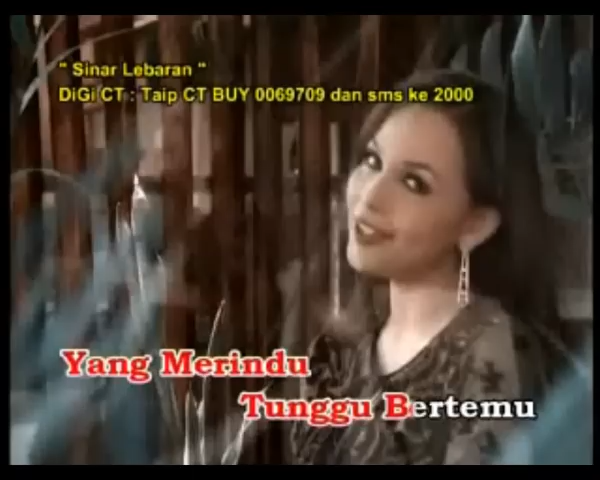 " Sinar Lebaran "
DiGi CT : Taip CT BUY 0069709 dan sms ke 2000
Yang Merindu
Tunggu Bertemu